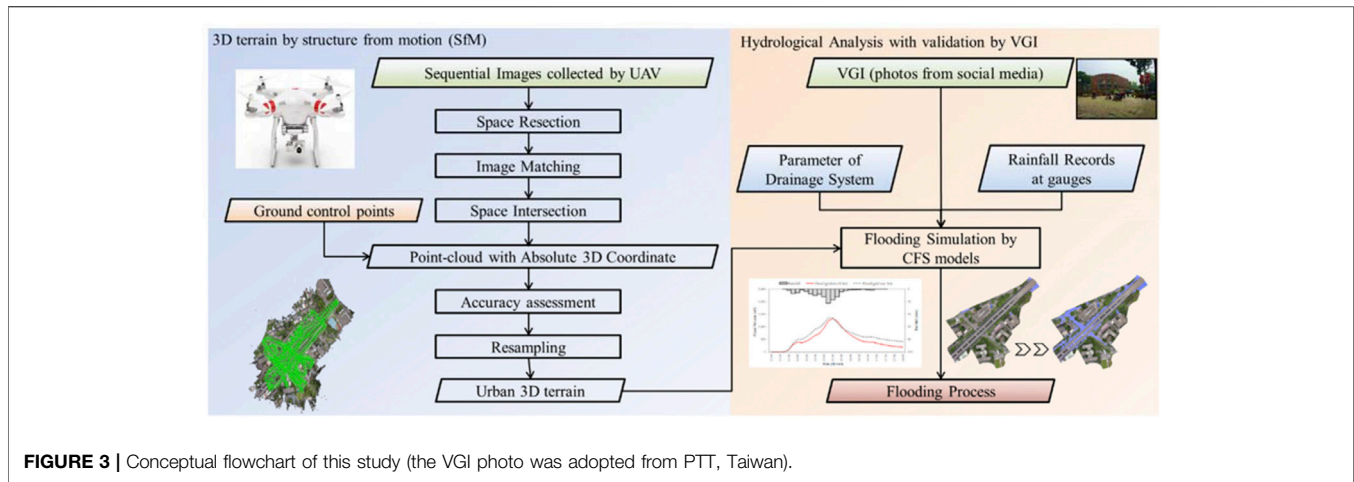 3D terrain by structure from motion (SfM)
Sequential Images collected by UAV
Space Resection
Image Matching
Space Intersection
Ground control points
Point-cloud with Absolute 3D Coordinate
Accuracy assessment
Resampling
Urban 3D terrain
Hydrological Analysis with validation by VGI
VGI (photos from social media)
Parameter of
Drainage System
Rainfall Records
at gauges
Flooding Simulation by
CFS models
Flooding Process
FIGURE 3 | Conceptual flowchart of this study (the VGI photo was adopted from PTT, Taiwan).